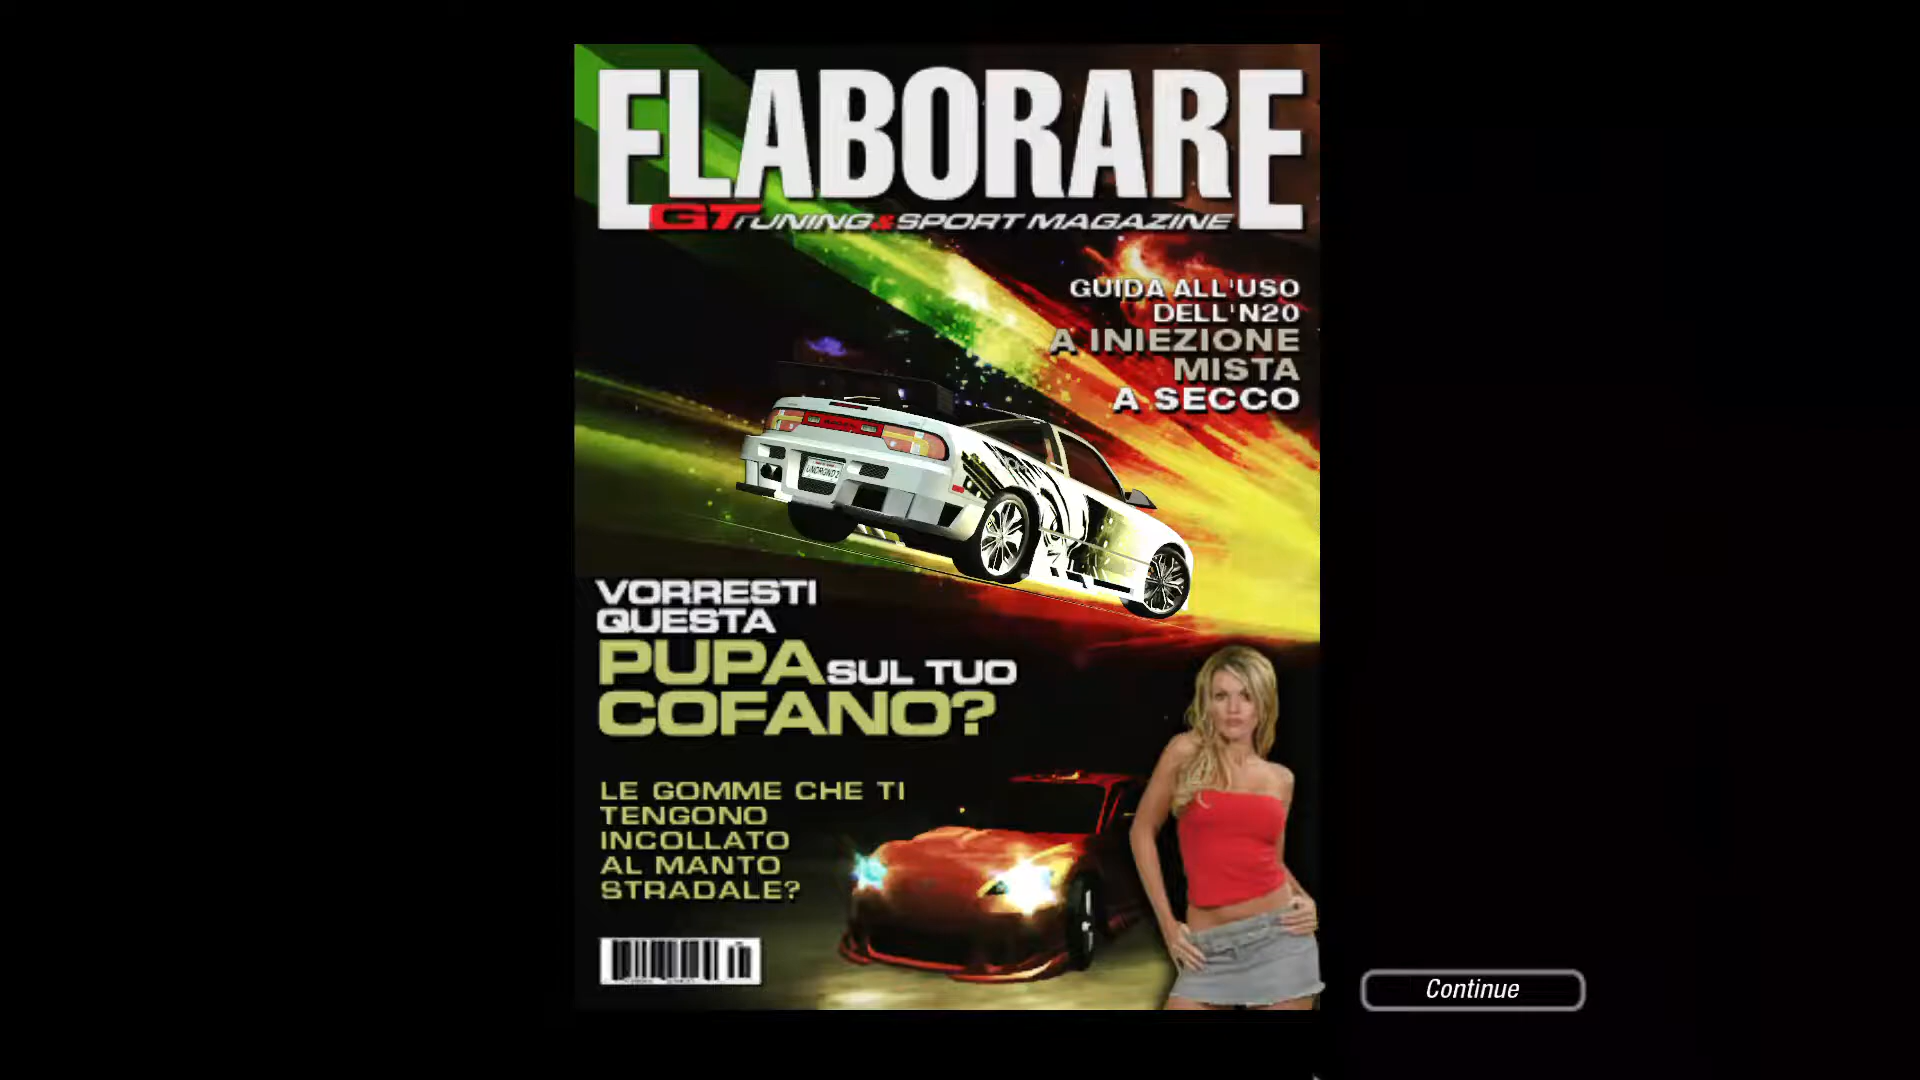 ELABORARE
GT TUNING & SPORT MAGAZINE
GUIDA ALL'USO
DELL'N20
A INIEZIONE
MISTA
A SECCO
VORRESTI
QUESTA
PUPA SUL TUO
COFANO?
LE GOMME CHE TI
TENGONO
INCOLLATO
AL MANTO
STRADALE?
Continue